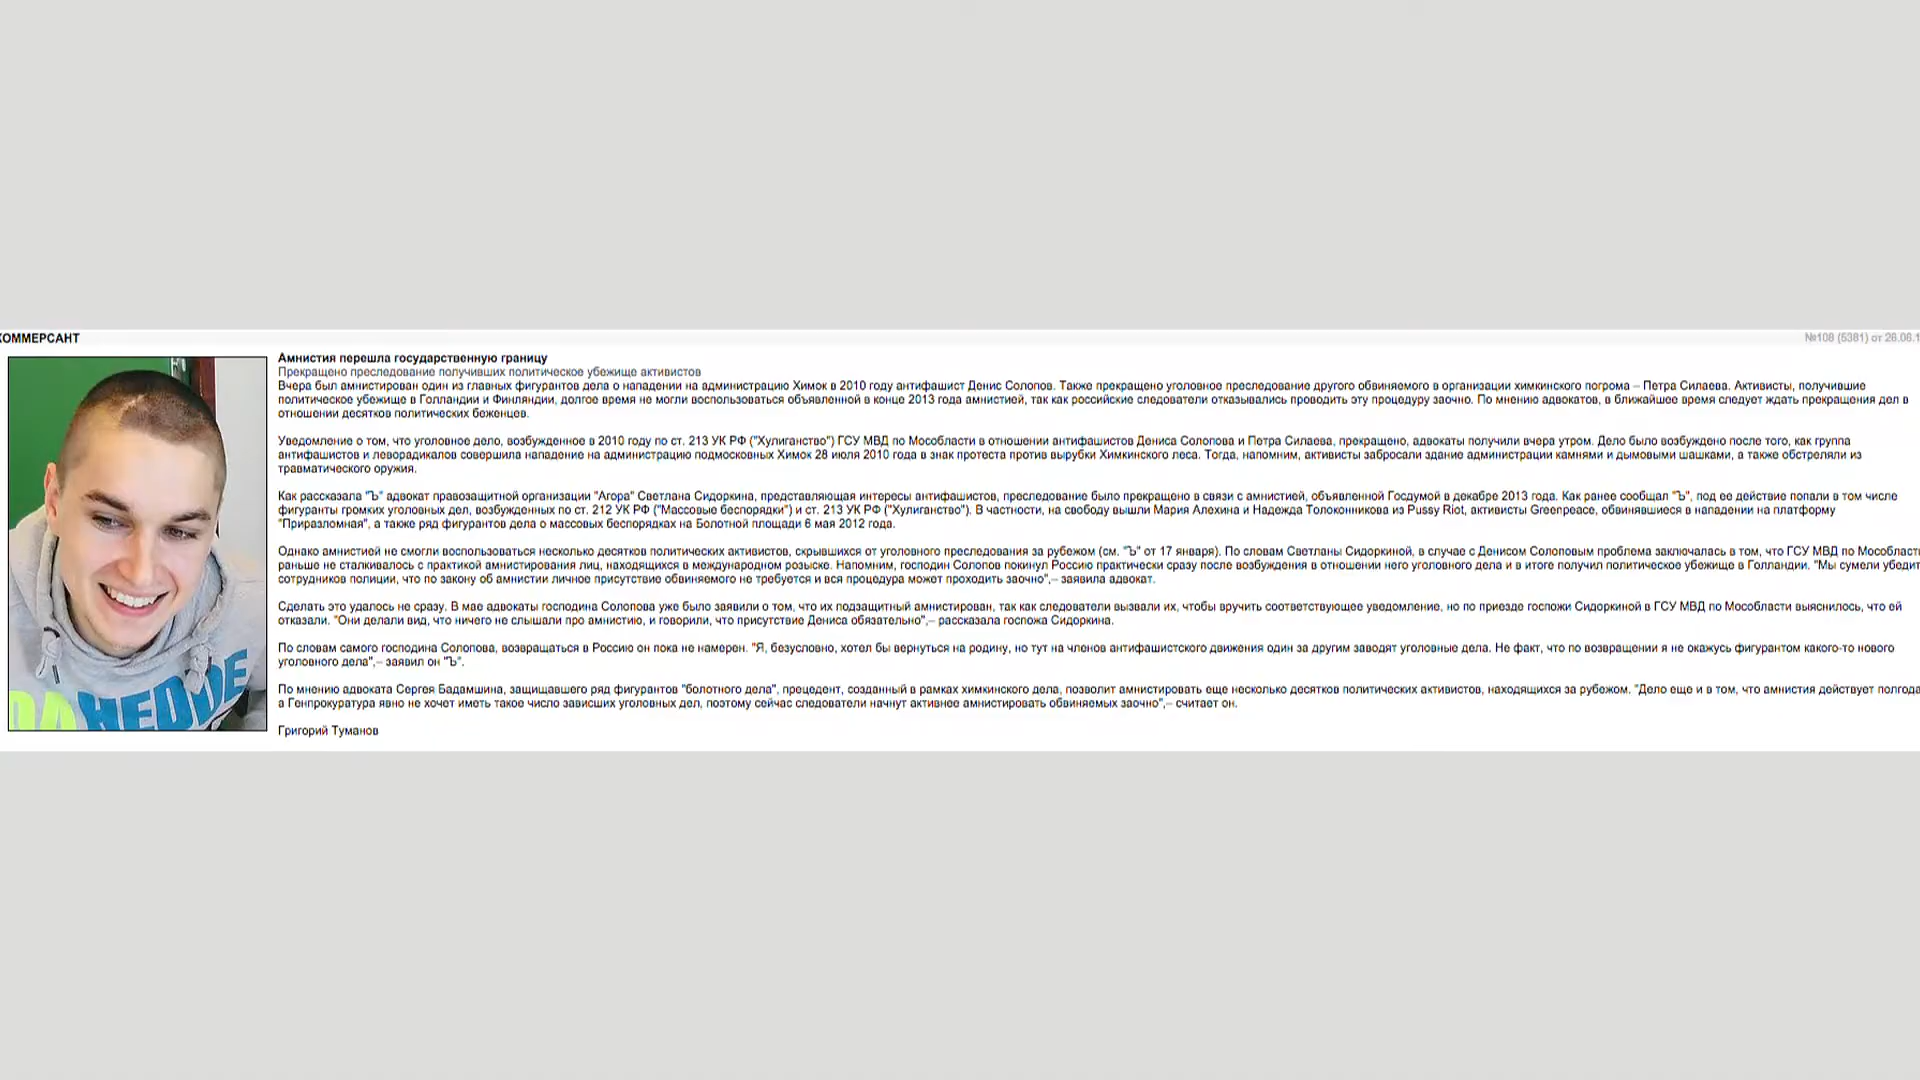 КОММЕРСАНТ
№108 (5381) от 26.06.1
Амнистия перешла государственную границу
Прекращено преследование получивших политическое убежище активистов
Вчера был амнистирован один из главных фигурантов дела о нападении на администрацию Химок в 2010 году антифашист Денис Солопов. Также прекращено уголовное преследование другого обвиняемого в организации химкинского погрома – Петра Силаева. Активисты, получившие
политическое убежище в Голландии и Финляндии, долгое время не могли воспользоваться объявленной в конце 2013 года амнистией, так как российские следователи отказывались проводить эту процедуру заочно. По мнению адвокатов, в ближайшее время следует ждать прекращения дел в
отношении десятков политических беженцев.
Уведомление о том, что уголовное дело, возбужденное в 2010 году по ст. 213 УК РФ ("Хулиганство") ГСУ МВД по Мособласти в отношении антифашистов Дениса Солопова и Петра Силаева, прекращено, адвокаты получили вчера утром. Дело было возбуждено после того, как группа
антифашистов и леворадикалов совершила нападение на администрацию подмосковных Химок 28 июля 2010 года в знак протеста против вырубки Химкинского леса. Тогда, напомним, активисты забросали здание администрации камнями и дымовыми шашками, а также обстреляли из
травматического оружия.
Как рассказала "Ъ" адвокат правозащитной организации "Агора" Светлана Сидоркина, представляющая интересы антифашистов, преследование было прекращено в связи с амнистией, объявленной Госдумой в декабре 2013 года. Как ранее сообщал "Ъ", под ее действие попали в том числе
фигуранты громких уголовных дел, возбужденных по ст. 212 УК РФ ("Массовые беспорядки") и ст. 213 УК РФ ("Хулиганство"). В частности, на свободу вышли Мария Алехина и Надежда Толоконникова из Pussy Riot, активисты Greenpeace, обвинявшиеся в нападении на платформу
"Приразломная", а также ряд фигурантов дела о массовых беспорядках на Болотной площади 6 мая 2012 года.
Однако амнистией не смогли воспользоваться несколько десятков политических активистов, скрывшихся от уголовного преследования за рубежом (см. "Ъ" от 17 января). По словам Светланы Сидоркиной, в случае с Денисом Солоповым проблема заключалась в том, что ГСУ МВД по Мособласти
раньше не сталкивалось с практикой амнистирования лиц, находящихся в международном розыске. Напомним, господин Солопов покинул Россию практически сразу после возбуждения в отношении него уголовного дела и в итоге получил политическое убежище в Голландии. "Мы сумели убедит
сотрудников полиции, что по закону об амнистии личное присутствие обвиняемого не требуется и вся процедура может проходить заочно",– заявила адвокат.
Сделать это удалось не сразу. В мае адвокаты господина Солопова уже было заявили о том, что их подзащитный амнистирован, так как следователи вызвали их, чтобы вручить соответствующее уведомление, но по приезде госпожи Сидоркиной в ГСУ МВД по Мособласти выяснилось, что ей
отказали. "Они делали вид, что ничего не слышали про амнистию, и говорили, что присутствие Дениса обязательно",– рассказала госпожа Сидоркина.
По словам самого господина Солопова, возвращаться в Россию он пока не намерен. "Я, безусловно, хотел бы вернуться на родину, но тут на членов антифашистского движения один за другим заводят уголовные дела. Не факт, что по возвращении я не окажусь фигурантом какого-то нового
уголовного дела",– заявил он "Ъ".
По мнению адвоката Сергея Бадамшина, защищавшего ряд фигурантов "болотного дела", прецедент, созданный в рамках химкинского дела, позволит амнистировать еще несколько десятков политических активистов, находящихся за рубежом. "Дело еще и в том, что амнистия действует полгода
а Генпрокуратура явно не хочет иметь такое число зависших уголовных дел, поэтому сейчас следователи начнут активнее амнистировать обвиняемых заочно",– считает он.
Григорий Туманов